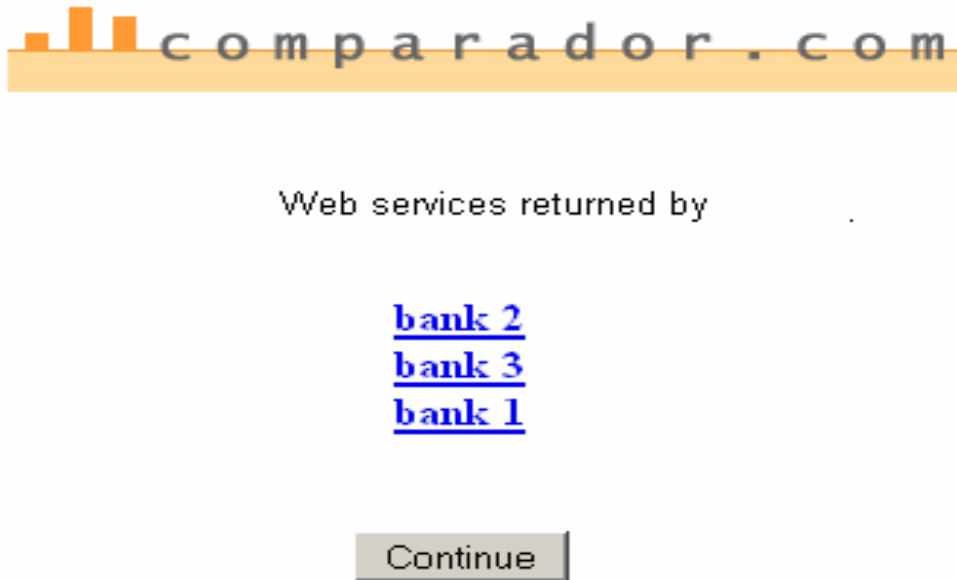 comparador.com
Web services returned by .
bank 2
bank 3
bank 1
Continue